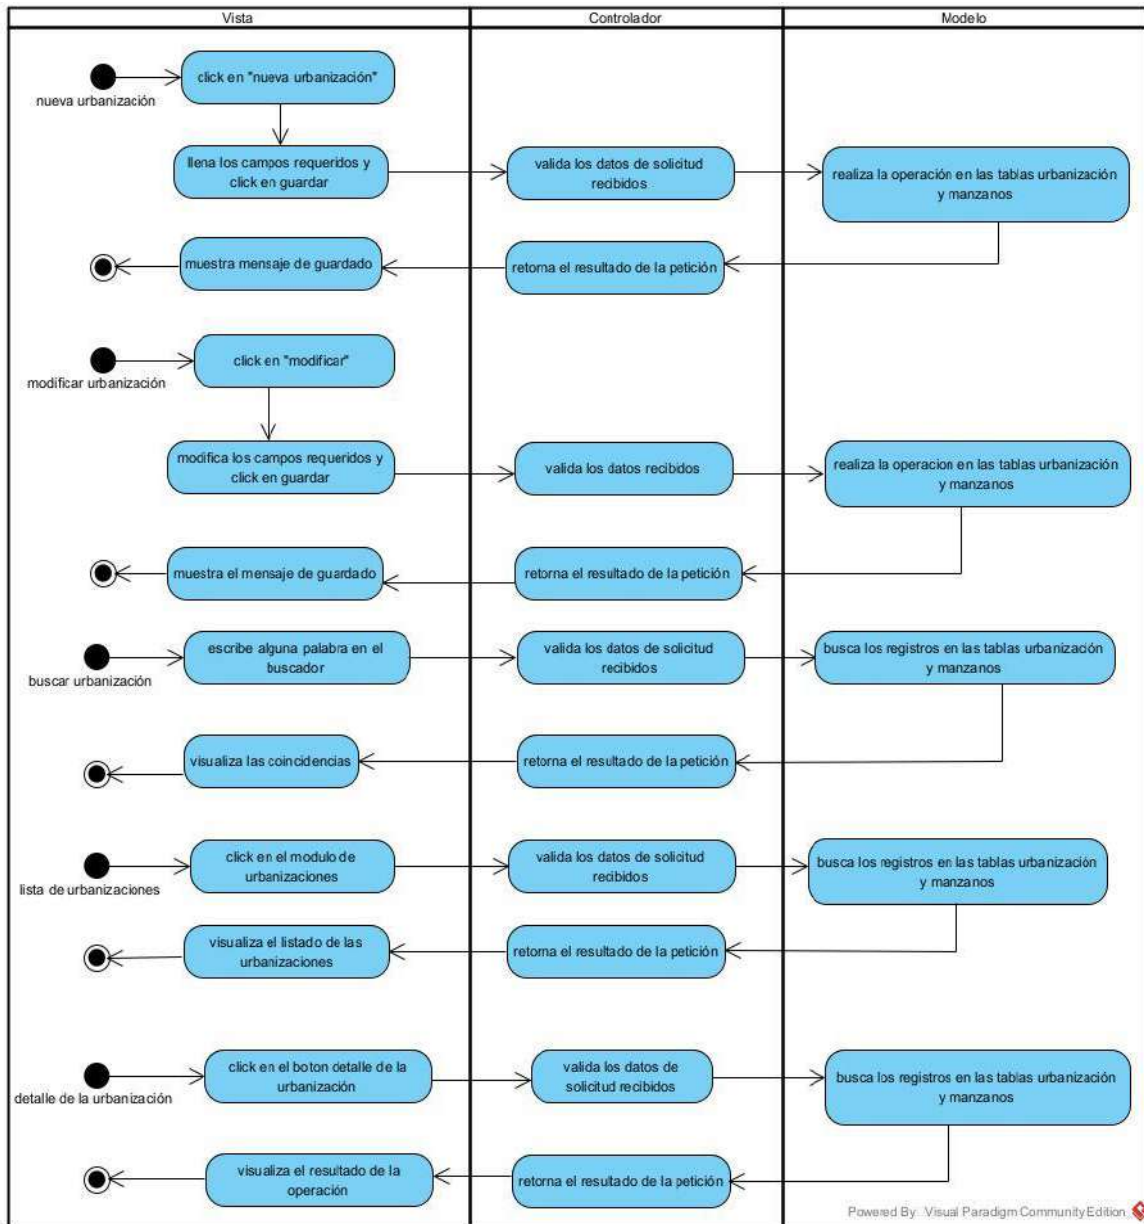 Vista
Controlador
Modelo
click en "nueva urbanización"
nueva urbanización
llena los campos requeridos y
click en guardar
valida los datos de solicitud
recibidos
realiza la operación en las tablas urbanización
y manzanos
muestra mensaje de guardado
retorna el resultado de la petición
click en "modificar"
modificar urbanización
modifica los campos requeridos y
click en guardar
valida los datos recibidos
realiza la operacion en las tablas urbanización
y manzanos
muestra el mensaje de guardado
retorna el resultado de la petición
escribe alguna palabra en el
buscador
buscar urbanización
valida los datos de solicitud
recibidos
busca los registros en las tablas urbanización
y manzanos
visualiza las coincidencias
retorna el resultado de la petición
click en el modulo de
urbanizaciones
lista de urbanizaciones
valida los datos de solicitud
recibidos
busca los registros en las tablas urbanización
y manzanos
visualiza el listado de las
urbanizaciones
retorna el resultado de la petición
click en el boton detalle de la
urbanización
detalle de la urbanización
valida los datos de
solicitud recibidos
busca los registros en las tablas urbanización
y manzanos
visualiza el resultado de la
operación
retorna el resultado de la petición
Powered By Visual Paradigm Community Edition